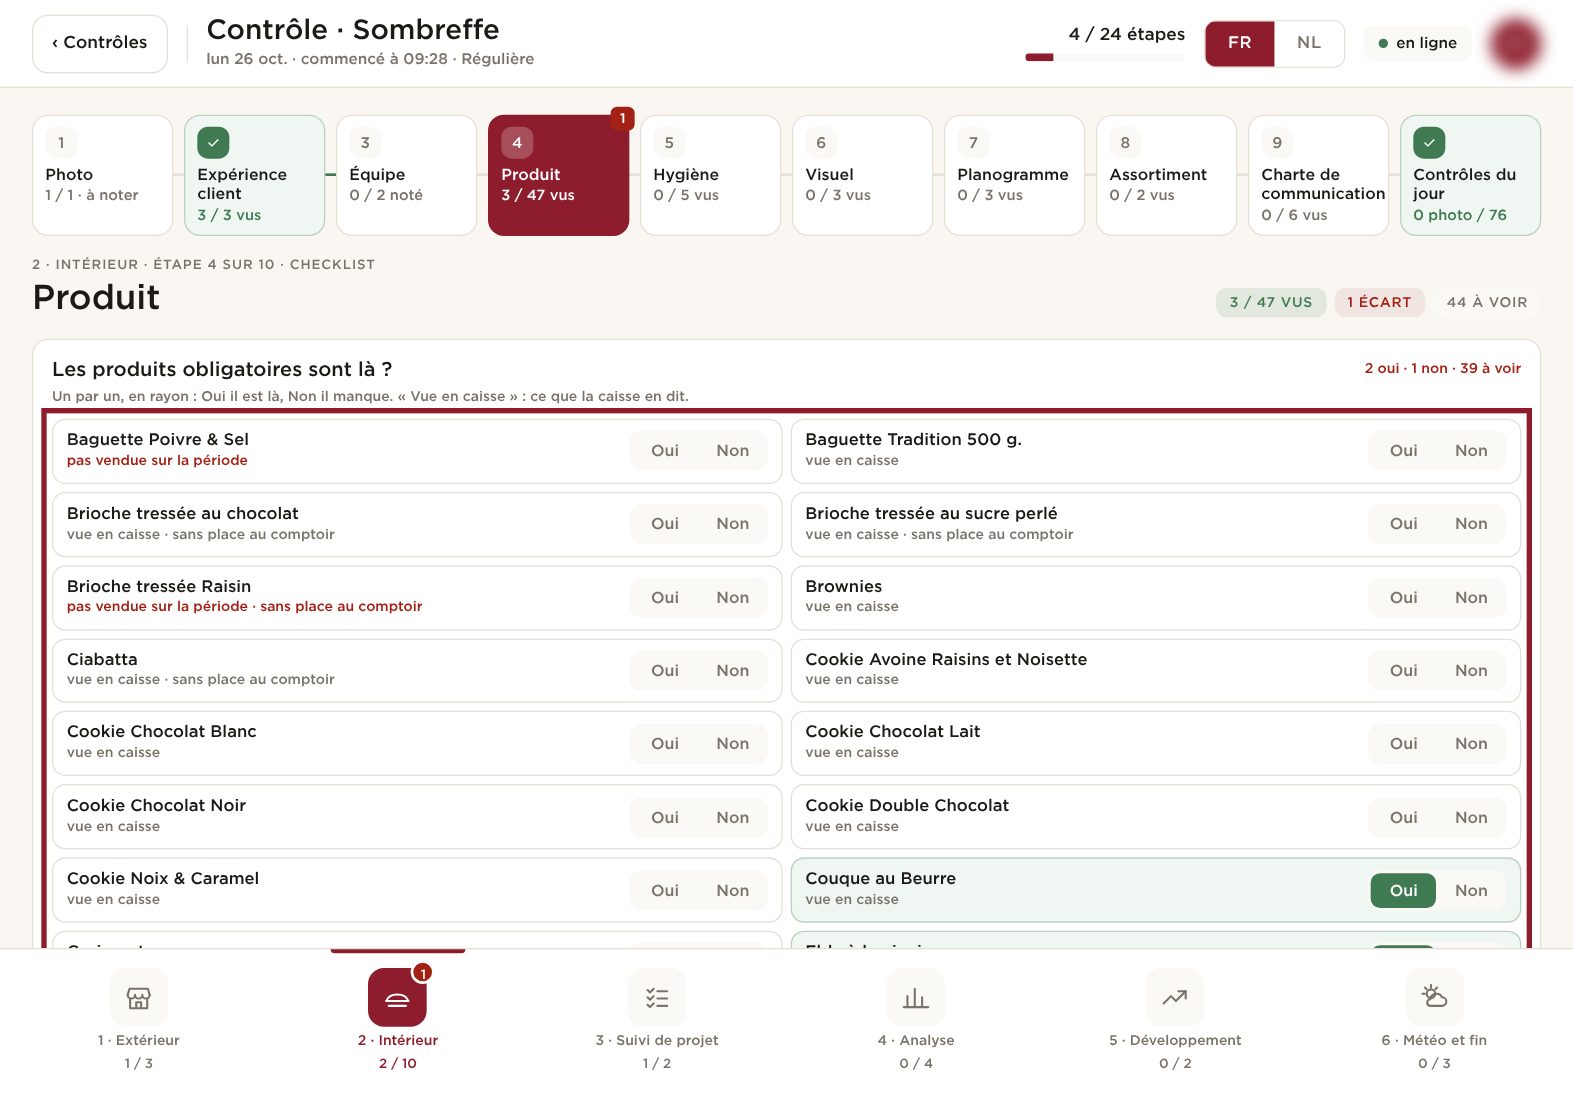 ‹ Contrôles
Contrôle · Sombreffe
lun 26 oct. · commencé à 09:28 · Régulière
4 / 24 étapes
FR
NL
en ligne
1
Photo
1 / 1 · à noter
Expérience
client
3 / 3 vus
3
Équipe
0 / 2 noté
1
4
Produit
3 / 47 vus
5
Hygiène
0 / 5 vus
6
Visuel
0 / 3 vus
7
Planogramme
0 / 3 vus
8
Assortiment
0 / 2 vus
9
Charte de
communication
0 / 6 vus
Contrôles du
jour
0 photo / 76
2 · INTÉRIEUR · ÉTAPE 4 SUR 10 · CHECKLIST
Produit
3 / 47 VUS
1 ÉCART
44 À VOIR
Les produits obligatoires sont là ?
2 oui · 1 non · 39 à voir
Un par un, en rayon : Oui il est là, Non il manque. « Vue en caisse » : ce que la caisse en dit.
Baguette Poivre & Sel
pas vendue sur la période
Oui Non
Baguette Tradition 500 g.
vue en caisse
Oui Non
Brioche tressée au chocolat
vue en caisse · sans place au comptoir
Oui Non
Brioche tressée au sucre perlé
vue en caisse · sans place au comptoir
Oui Non
Brioche tressée Raisin
pas vendue sur la période · sans place au comptoir
Oui Non
Brownies
vue en caisse
Oui Non
Ciabatta
vue en caisse · sans place au comptoir
Oui Non
Cookie Avoine Raisins et Noisette
vue en caisse
Oui Non
Cookie Chocolat Blanc
vue en caisse
Oui Non
Cookie Chocolat Lait
vue en caisse
Oui Non
Cookie Chocolat Noir
vue en caisse
Oui Non
Cookie Double Chocolat
vue en caisse
Oui Non
Cookie Noix & Caramel
vue en caisse
Oui Non
Couque au Beurre
vue en caisse
Oui Non
1 · Extérieur
1 / 3
1
2 · Intérieur
2 / 10
3 · Suivi de projet
1 / 2
4 · Analyse
0 / 4
5 · Développement
0 / 2
6 · Météo et fin
0 / 3